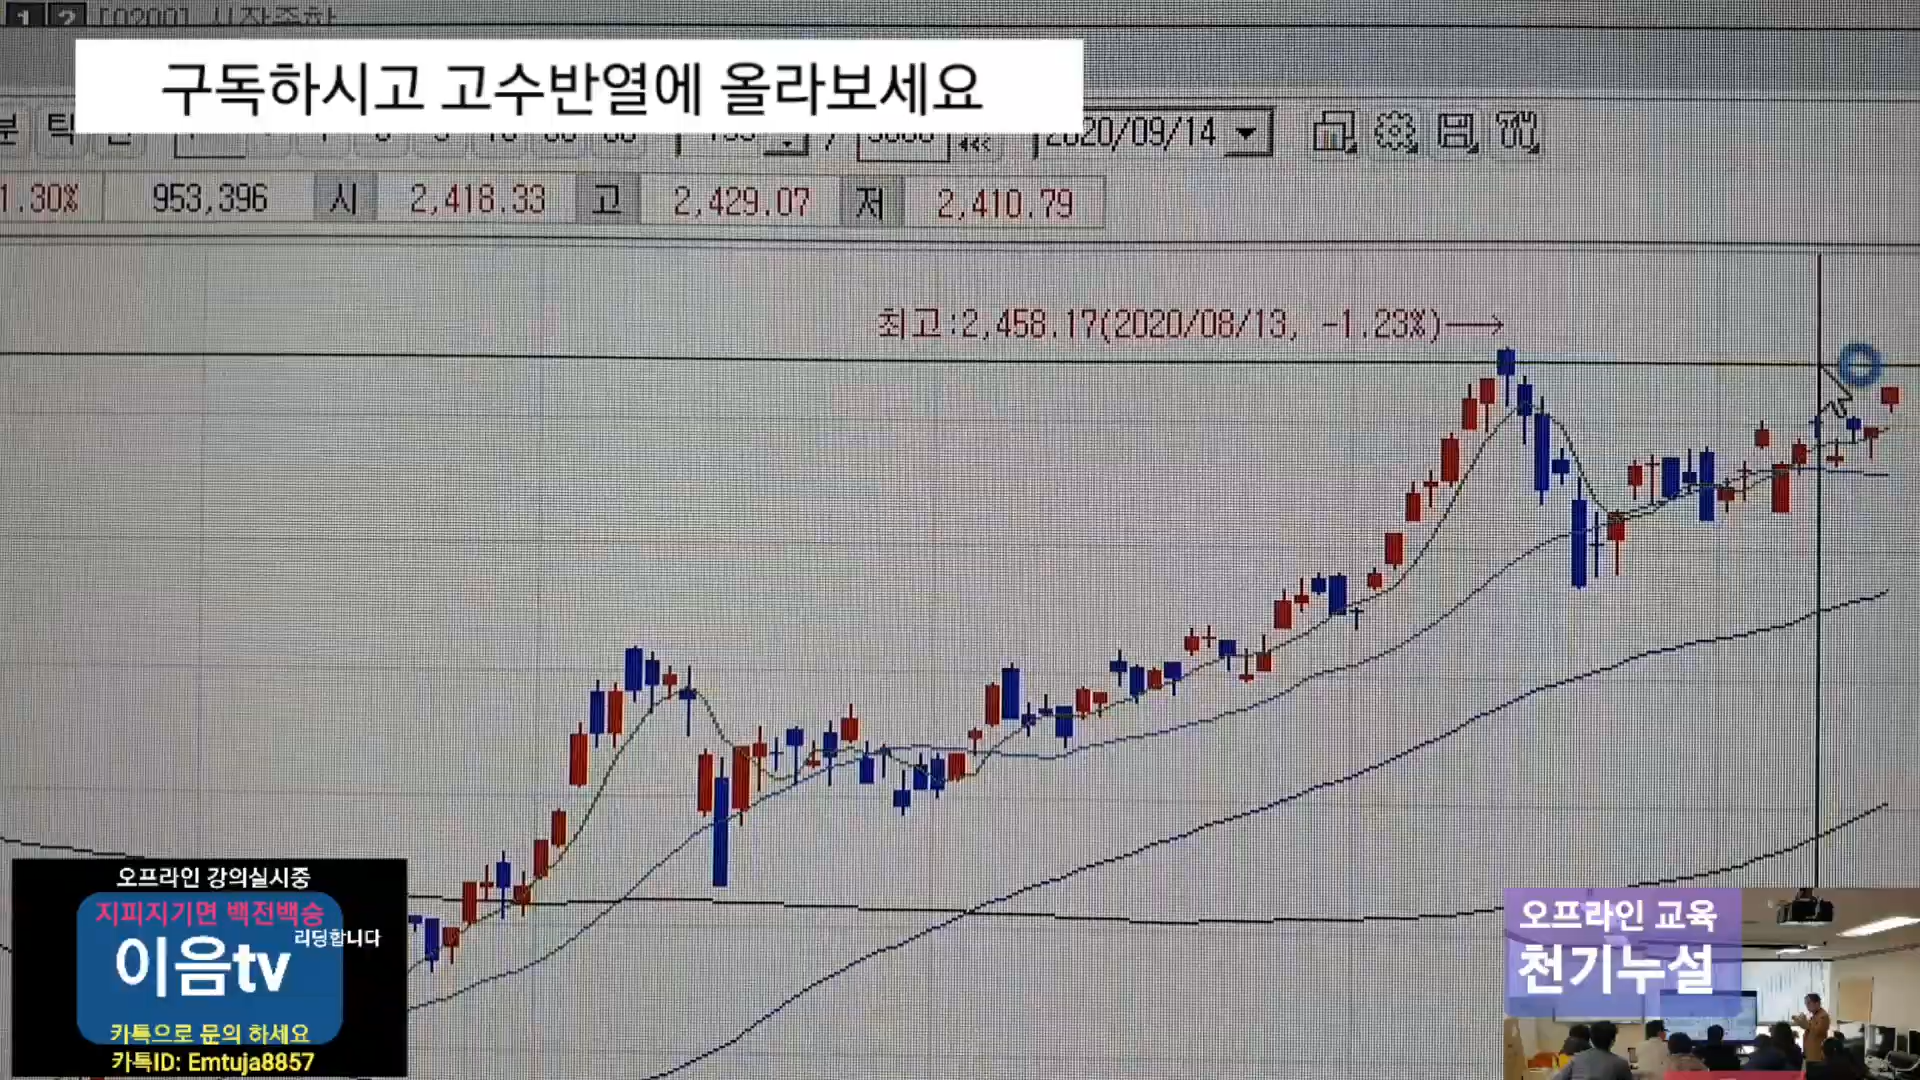 1 2 [0200]
구독하시고 고수반열에 올라보세요
분 틱
2020/09/14
1.30% 953,396 시 2,418.33 고 2,429.07 저 2,410.79
최고:2,458.17(2020/08/13, -1.23%)→
오프라인 강의실시중
지피지기면 백전백승
리딩합니다
이음tv
카톡으로 문의 하세요
카톡ID: Emtuja8857
오프라인 교육
천기누설